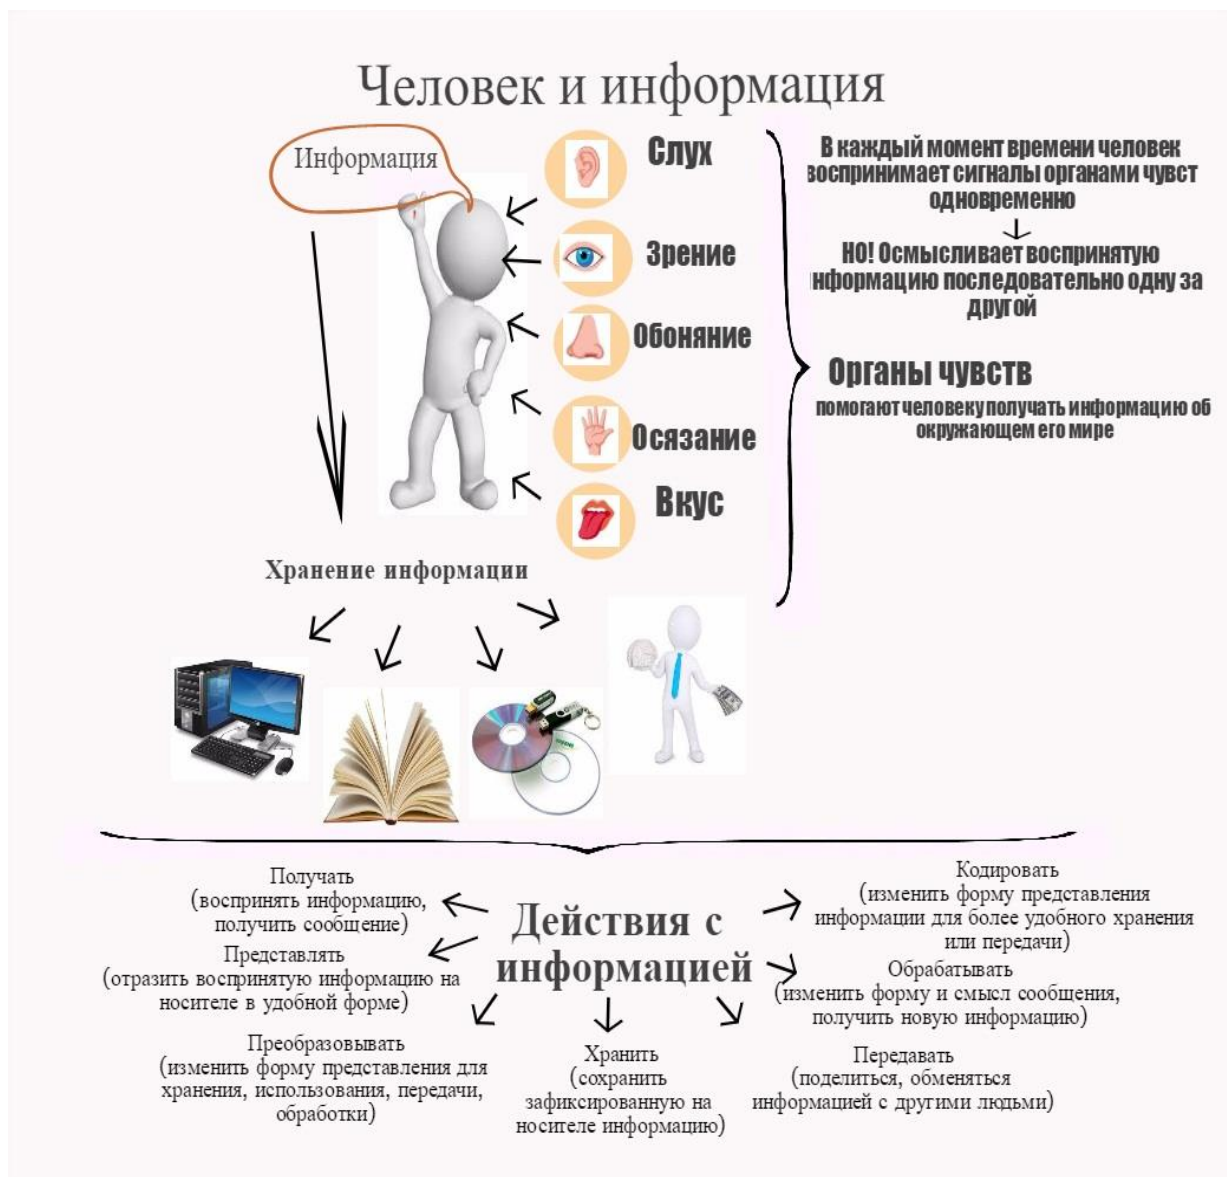 Человек и информация
Информация
Слух
Зрение
Обоняние
Осязание
Вкус
В каждый момент времени человек
воспринимает сигналы органами чувст
одновременно
НО! Осмысливает воспринятую
нформацию последовательно одну за
другой
Органы чувств
помогают человеку получать информацию об
окружающем его мире
Хранение информации
Действия с
информацией
Получать
(воспринять информацию,
получить сообщение)
Представлять
(отразить воспринятую информацию на
носителе в удобной форме)
Преобразовывать
(изменить форму представления для
хранения, использования, передачи,
обработки)
Хранить
(сохранить
зафиксированную на
носителе информацию)
Передавать
(поделиться, обменяться
информацией с другими людьми)
Обрабатывать
(изменить форму и смысл сообщения,
получить новую информацию)
Кодировать
(изменить форму представления
информации для более удобного хранения
или передачи)